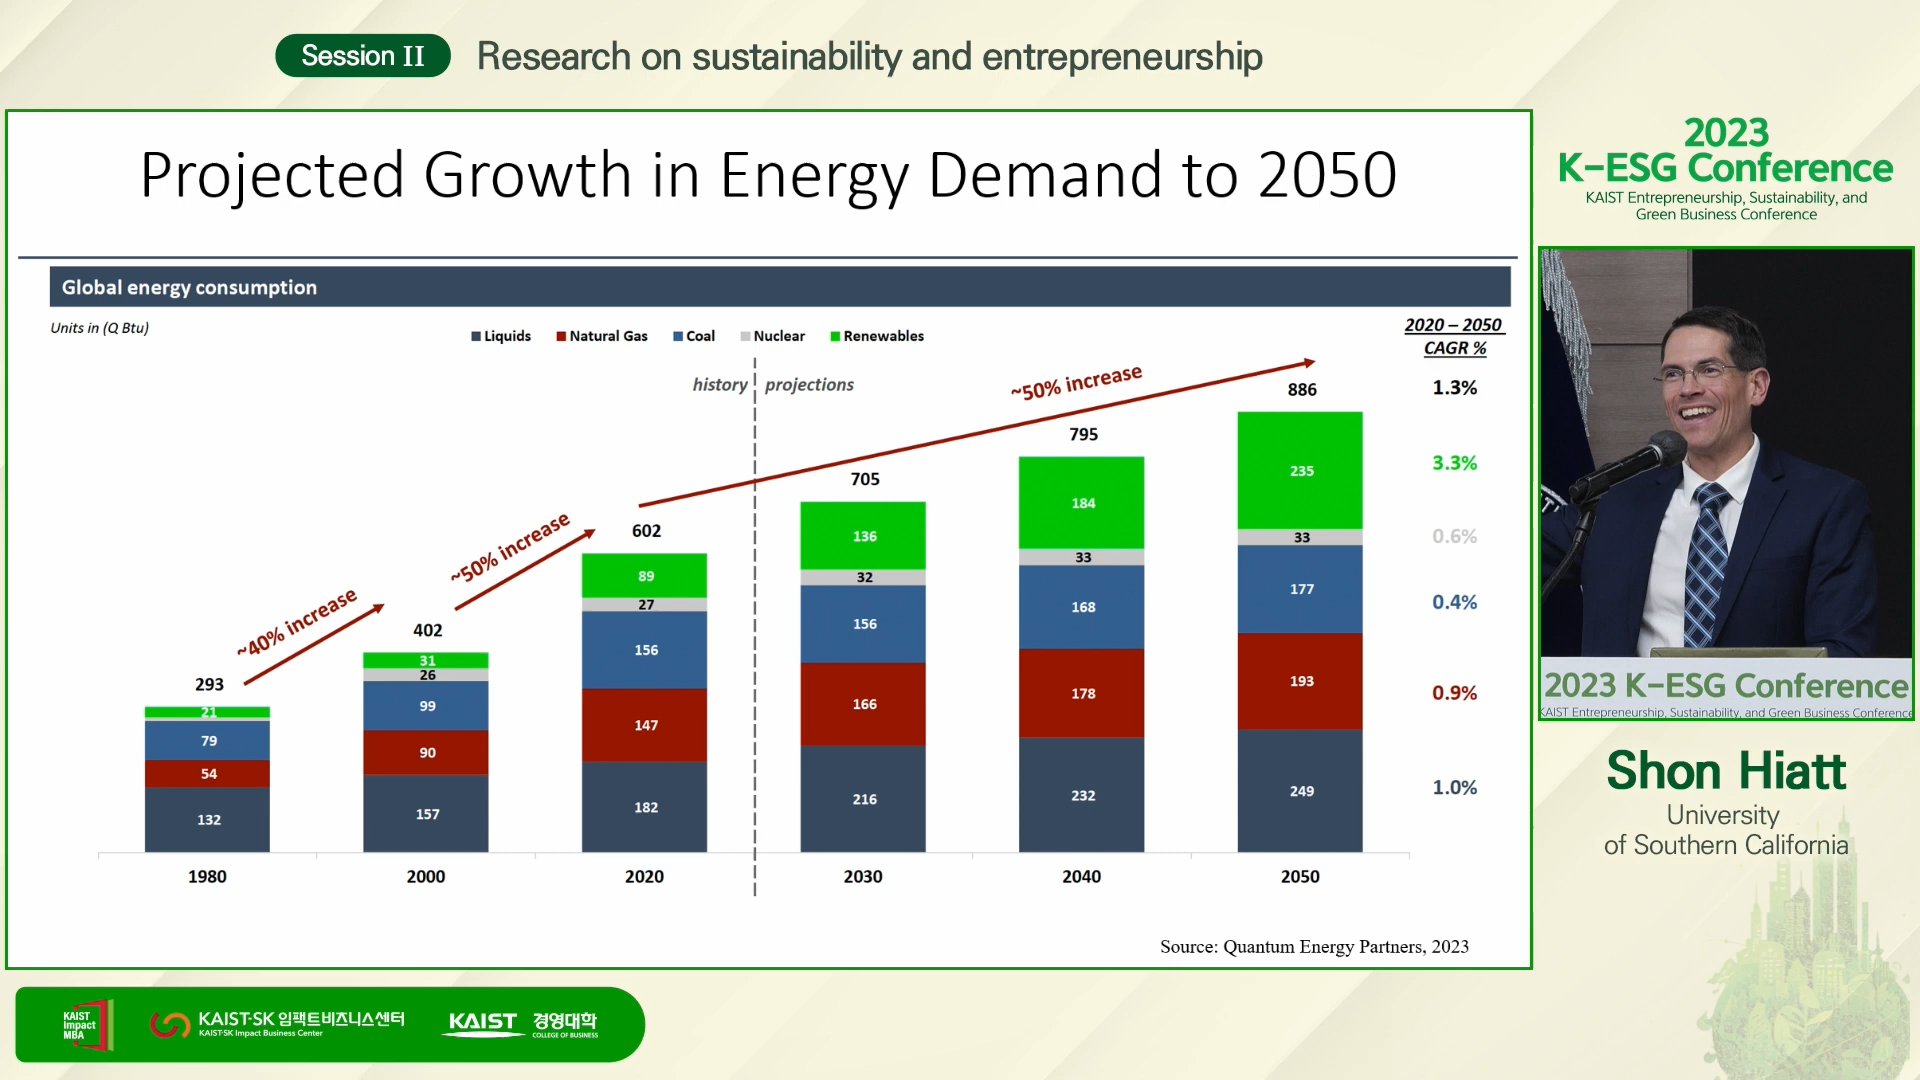 Session II Research on sustainability and entrepreneurship
Projected Growth in Energy Demand to 2050
Global energy consumption
Units in (Q Btu)
Liquids Natural Gas Coal Nuclear Renewables
2020 – 2050
CAGR %
history projections
~40% increase
~50% increase
~50% increase
293 402 602 705 795 886 1.3%
21 31 89 136 184 235 3.3%
26 27 32 33 33 0.6%
79 99 156 156 168 177 0.4%
54 90 147 166 178 193 0.9%
132 157 182 216 232 249 1.0%
1980 2000 2020 2030 2040 2050
Source: Quantum Energy Partners, 2023
2023
K-ESG Conference
KAIST Entrepreneurship, Sustainability, and
Green Business Conference
2023 K-ESG Conference
KAIST Entrepreneurship, Sustainability, and Green Business Conference
Shon Hiatt
University
of Southern California
KAIST
Impact
MBA
KAIST-SK 임팩트비즈니스센터
KAIST-SK Impact Business Center
KAIST 경영대학
COLLEGE OF BUSINESS